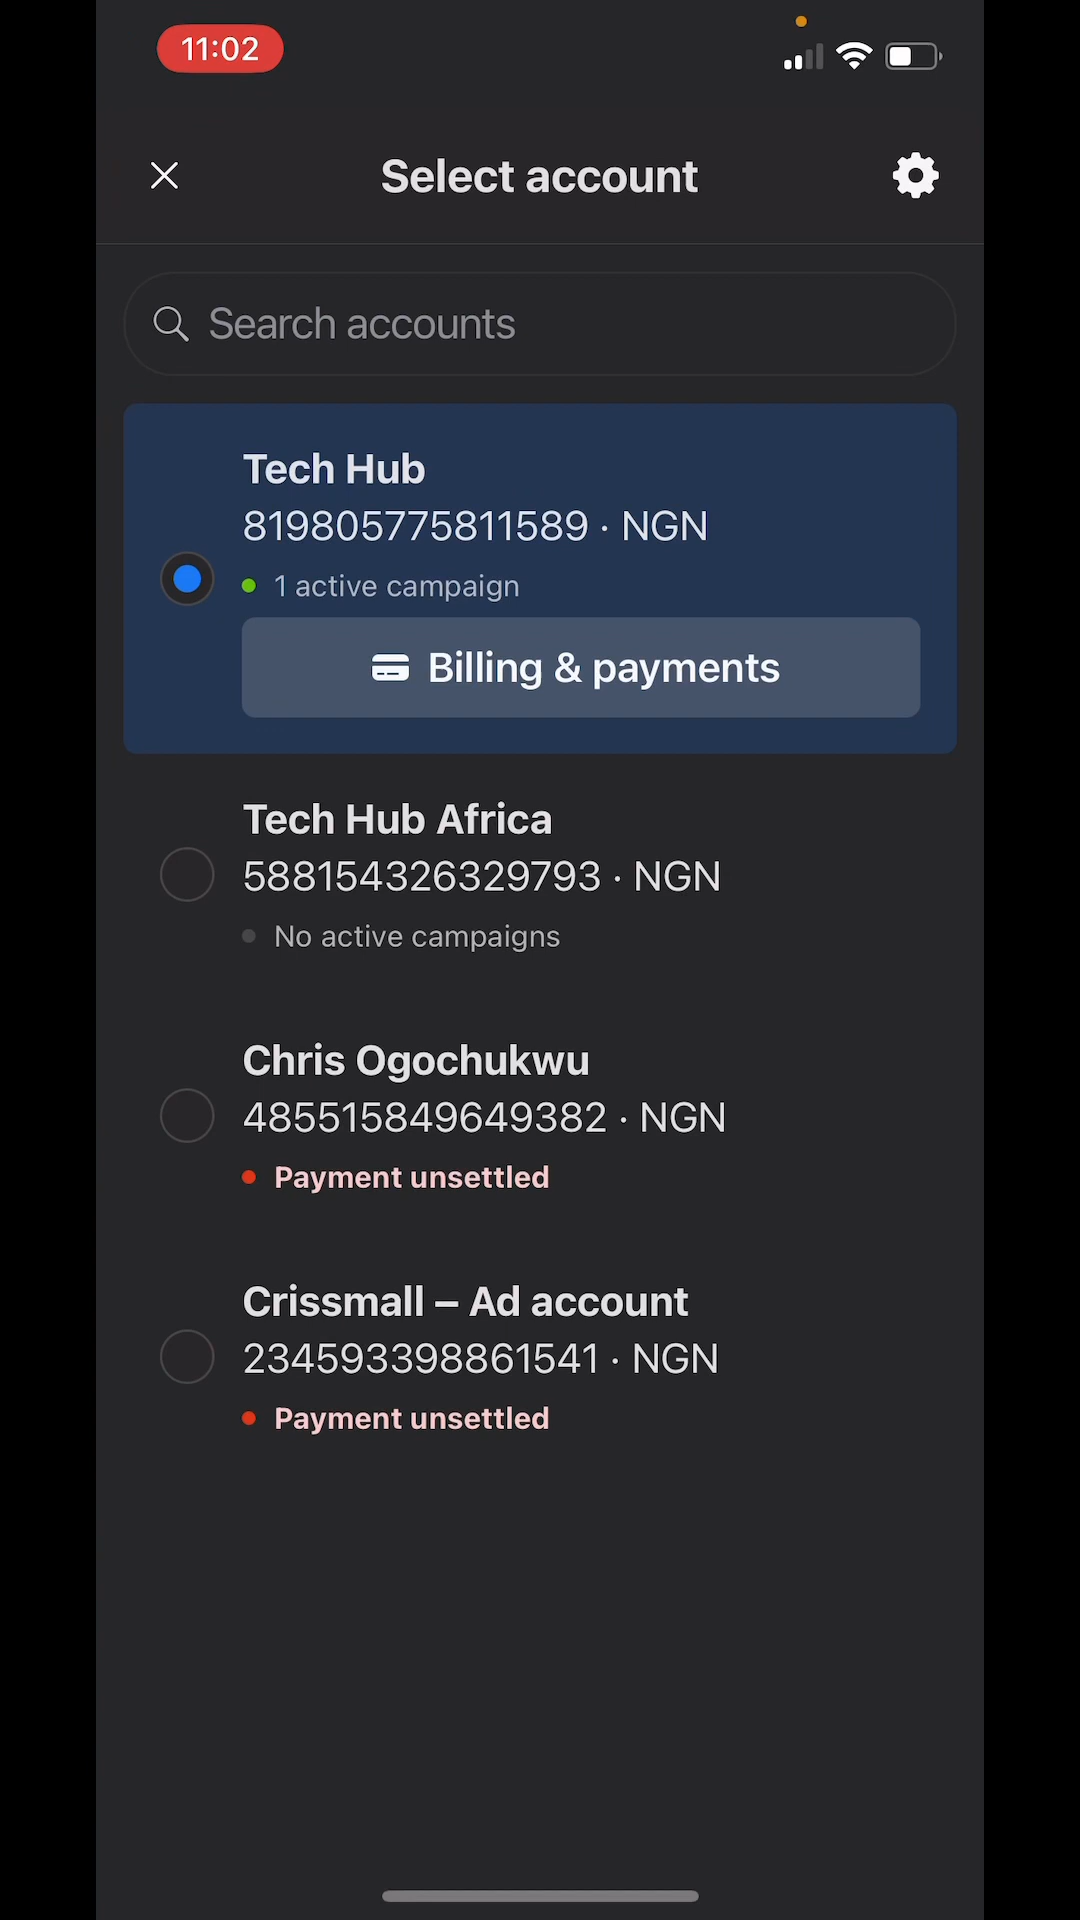 11:02
Select account
Search accounts
Tech Hub
819805775811589 · NGN
1 active campaign
Billing & payments
Tech Hub Africa
588154326329793 · NGN
No active campaigns
Chris Ogochukwu
485515849649382 · NGN
Payment unsettled
Crissmall – Ad account
234593398861541 · NGN
Payment unsettled